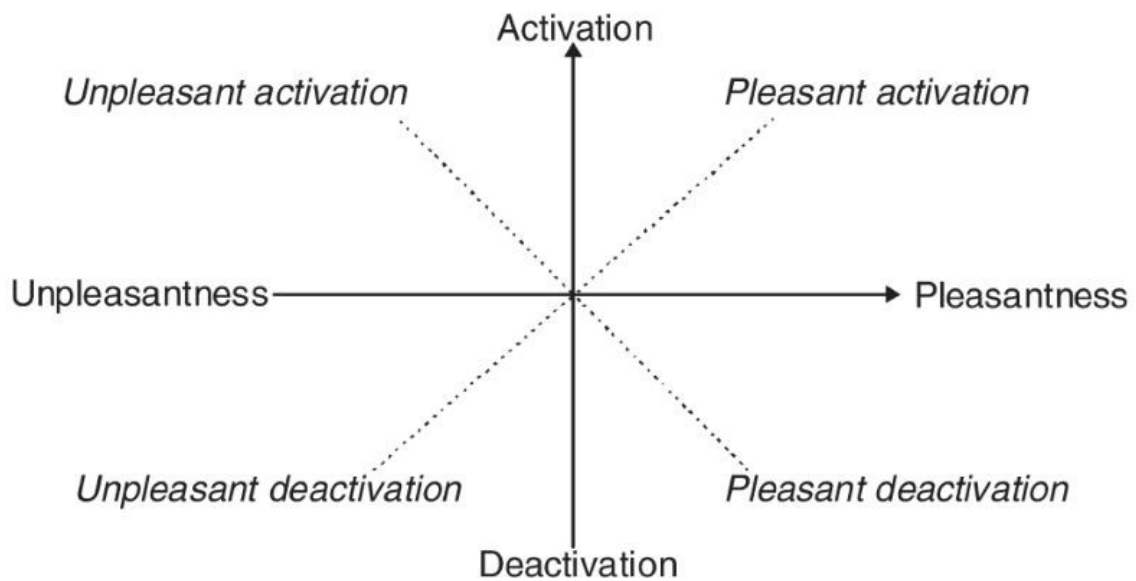 Activation
Unpleasant activation
Pleasant activation
Unpleasantness
Pleasantness
Unpleasant deactivation
Pleasant deactivation
Deactivation